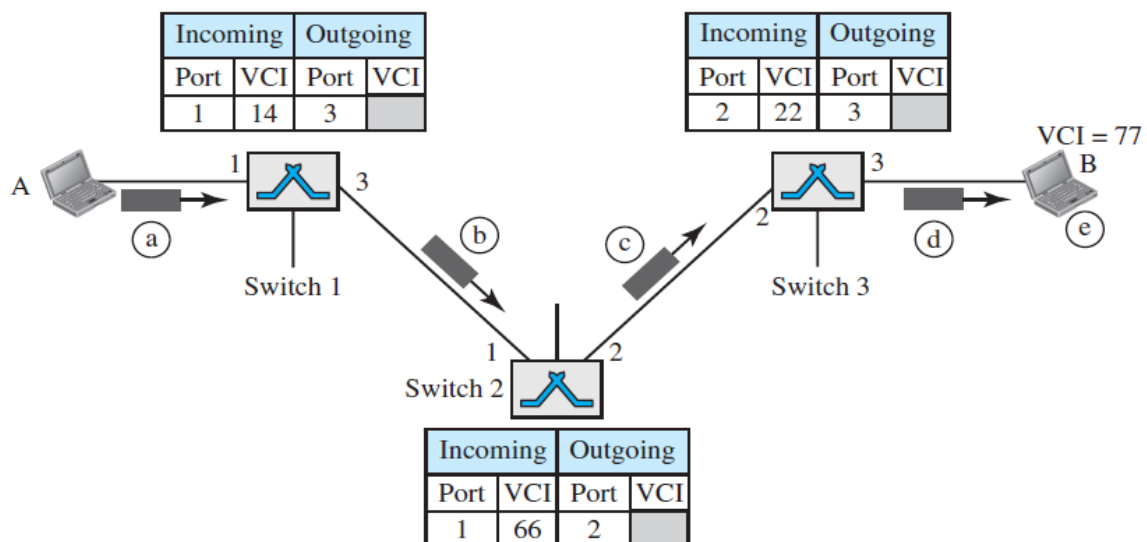 Incoming Outgoing
Port VCI Port VCI
1 14 3
Incoming Outgoing
Port VCI Port VCI
2 22 3
VCI = 77
A
1
3
3
B
a
b
c
2
d
e
Switch 1
Switch 3
1
2
Switch 2
Incoming Outgoing
Port VCI Port VCI
1 66 2